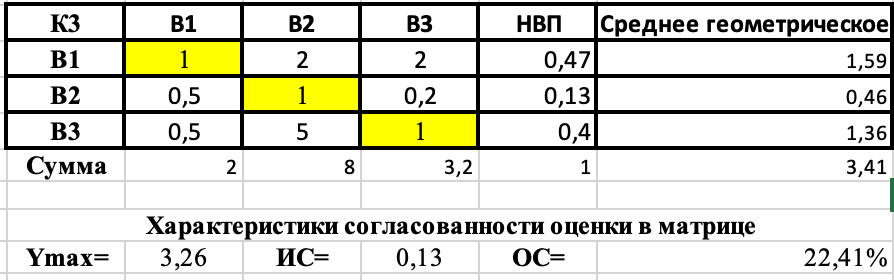 К3 В1 В2 В3 НВП Среднее геометрическое
В1 1 2 2 0,47 1,59
В2 0,5 1 0,2 0,13 0,46
В3 0,5 5 1 0,4 1,36
Сумма 2 8 3,2 1 3,41
Характеристики согласованности оценки в матрице
Ymax= 3,26 ИС= 0,13 ОС= 22,41%